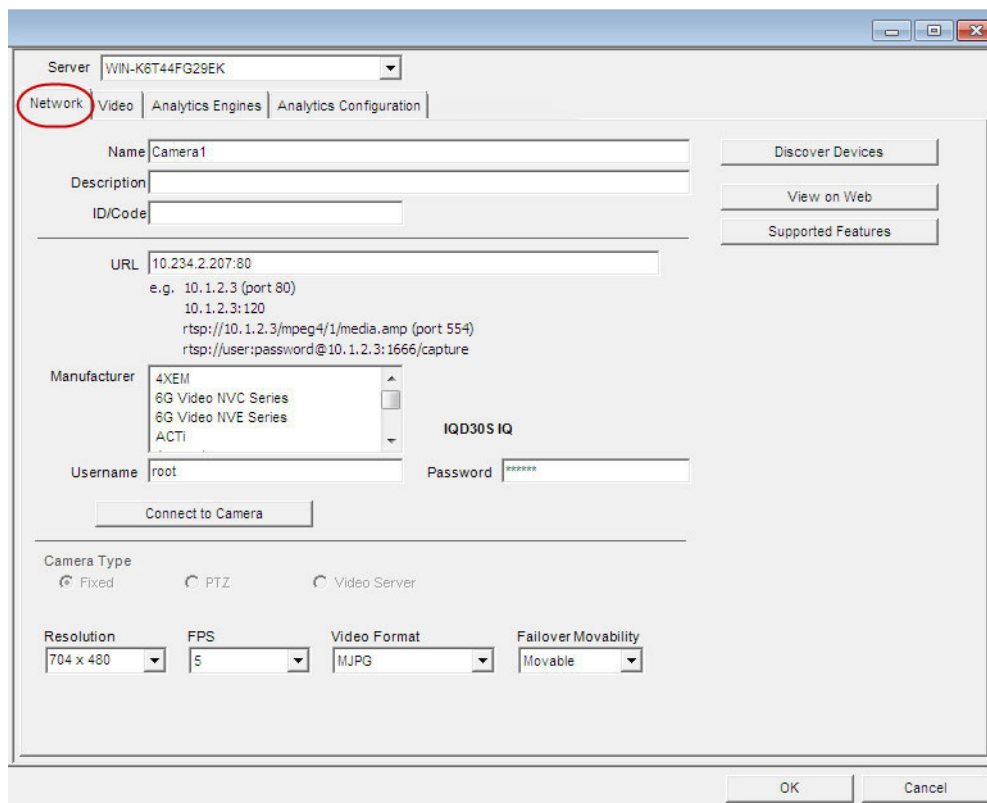 Server WIN-K6T44FG29EK
Network Video Analytics Engines Analytics Configuration
Name Camera1
Discover Devices
Description
View on Web
ID/Code
Supported Features
URL 10.234.2.207:80
e.g. 10.1.2.3 (port 80)
10.1.2.3:120
rtsp://10.1.2.3/mpeg4/1/media.amp (port 554)
rtsp://user:password@10.1.2.3:1666/capture
Manufacturer 4XEM
6G Video NVC Series
6G Video NVE Series
ACTi
IQD30S IQ
Username root Password ******
Connect to Camera
Camera Type
Fixed PTZ Video Server
Resolution FPS Video Format Failover Movability
704 x 480 5 MJPG Movable
OK Cancel